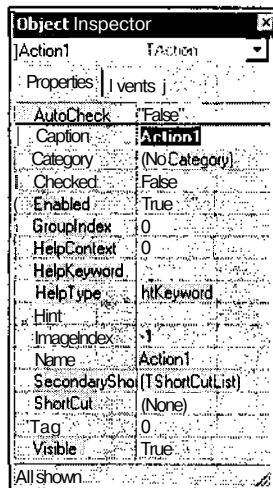 Object Inspector
Action1 TAction
Properties Events
AutoCheck False
Caption Action1
Category (No Category)
Checked False
Enabled True
GroupIndex 0
HelpContext 0
HelpKeyword
HelpType htKeyword
Hint
ImageIndex -1
Name Action1
SecondaryShor (TShortCutList)
ShortCut (None)
Tag 0
Visible True
All shown